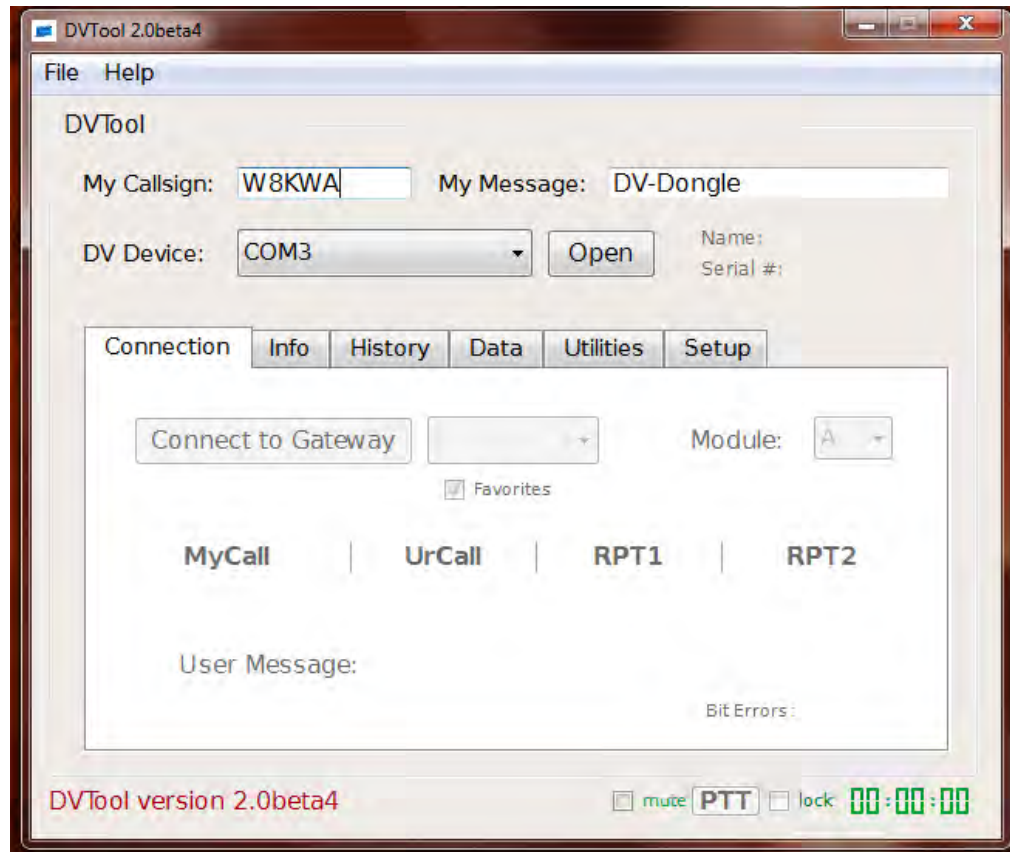 DVTool 2.0beta4
File Help
DVTool
My Callsign: W8KWA My Message: DV-Dongle
DV Device: COM3 Open Name:
Serial #:
Connection Info History Data Utilities Setup
Connect to Gateway Module: A
Favorites
MyCall UrCall RPT1 RPT2
User Message:
Bit Errors:
DVTool version 2.0beta4 mute PTT lock 00:00:00